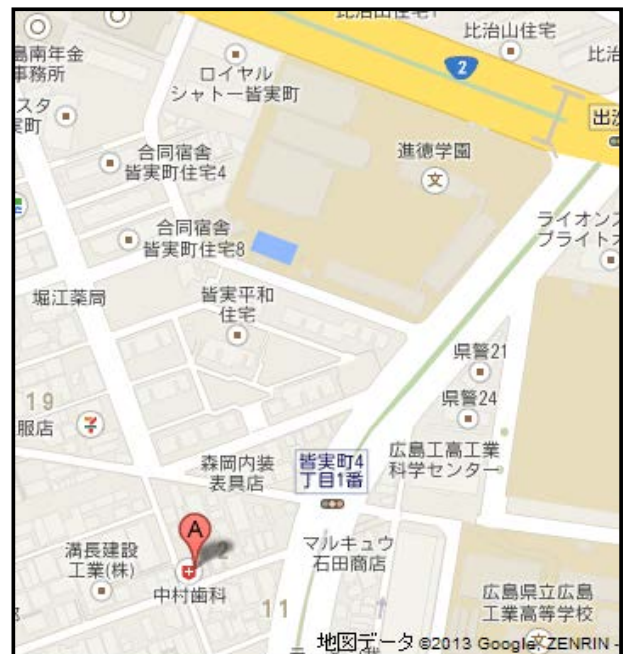 比治山住宅1
比治山住宅
比治
島南年金
事務所
2
ロイヤル
シャトー皆実町
スタ
実町
出汐
合同宿舎
皆実町住宅4
進徳学園
文
合同宿舎
皆実町住宅8
ライオンズ
ブライト
堀江薬局
皆実平和
住宅
県警21
県警24
19
服店
森岡内装
表具店
皆実町4
丁目1番
広島工高工業
科学センター
A
2
満長建設
工業(株)
マルキュウ
石田商店
中村歯科
11
広島県立広島
工業高等学校
文
地図データ ©2013 Google, ZENRIN -